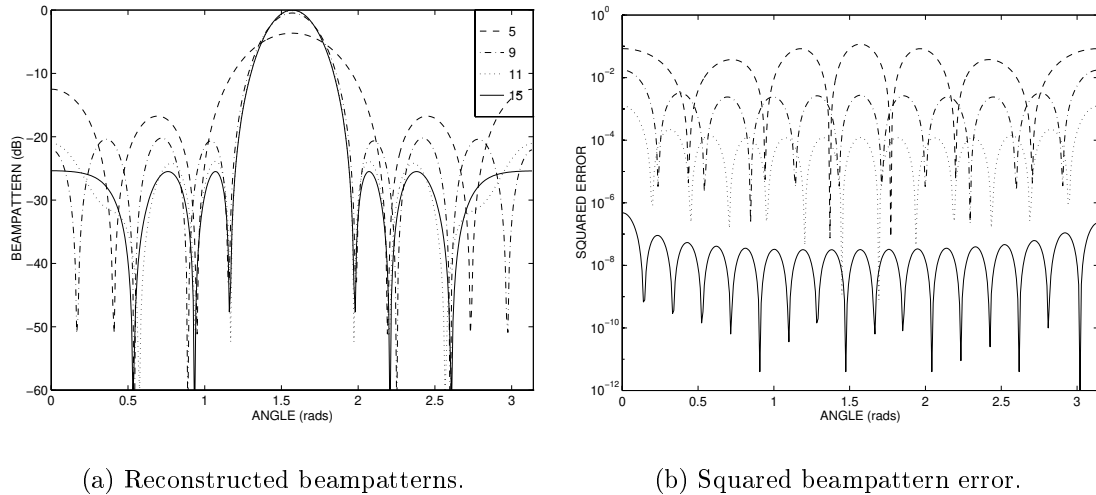 0
−10
−20
−30
−40
−50
−60
BEAMPATTERN (dB)
5
9
11
15
0 0.5 1 1.5 2 2.5 3
ANGLE (rads)
10^0
10^−2
10^−4
10^−6
10^−8
10^−10
10^−12
SQUARED ERROR
0 0.5 1 1.5 2 2.5 3
ANGLE (rads)
(a) Reconstructed beampatterns.
(b) Squared beampattern error.